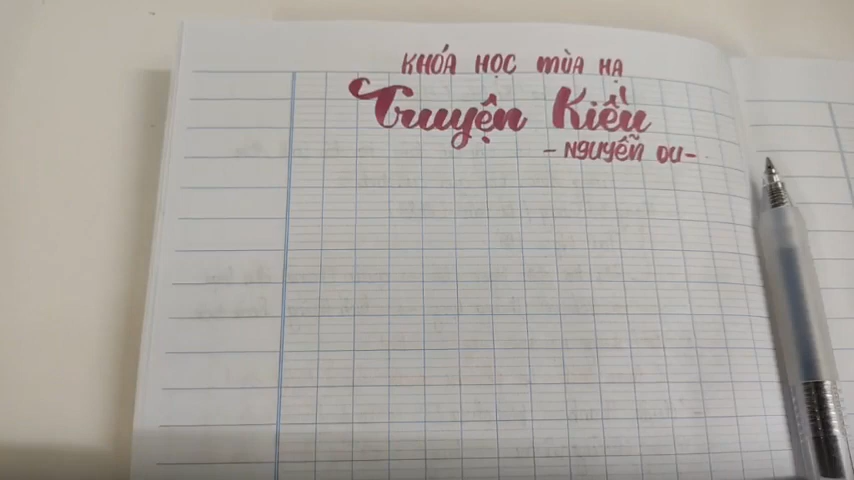 KHÓA HỌC MÙA HẠ
Truyện Kiều
- NGUYỄN DU -